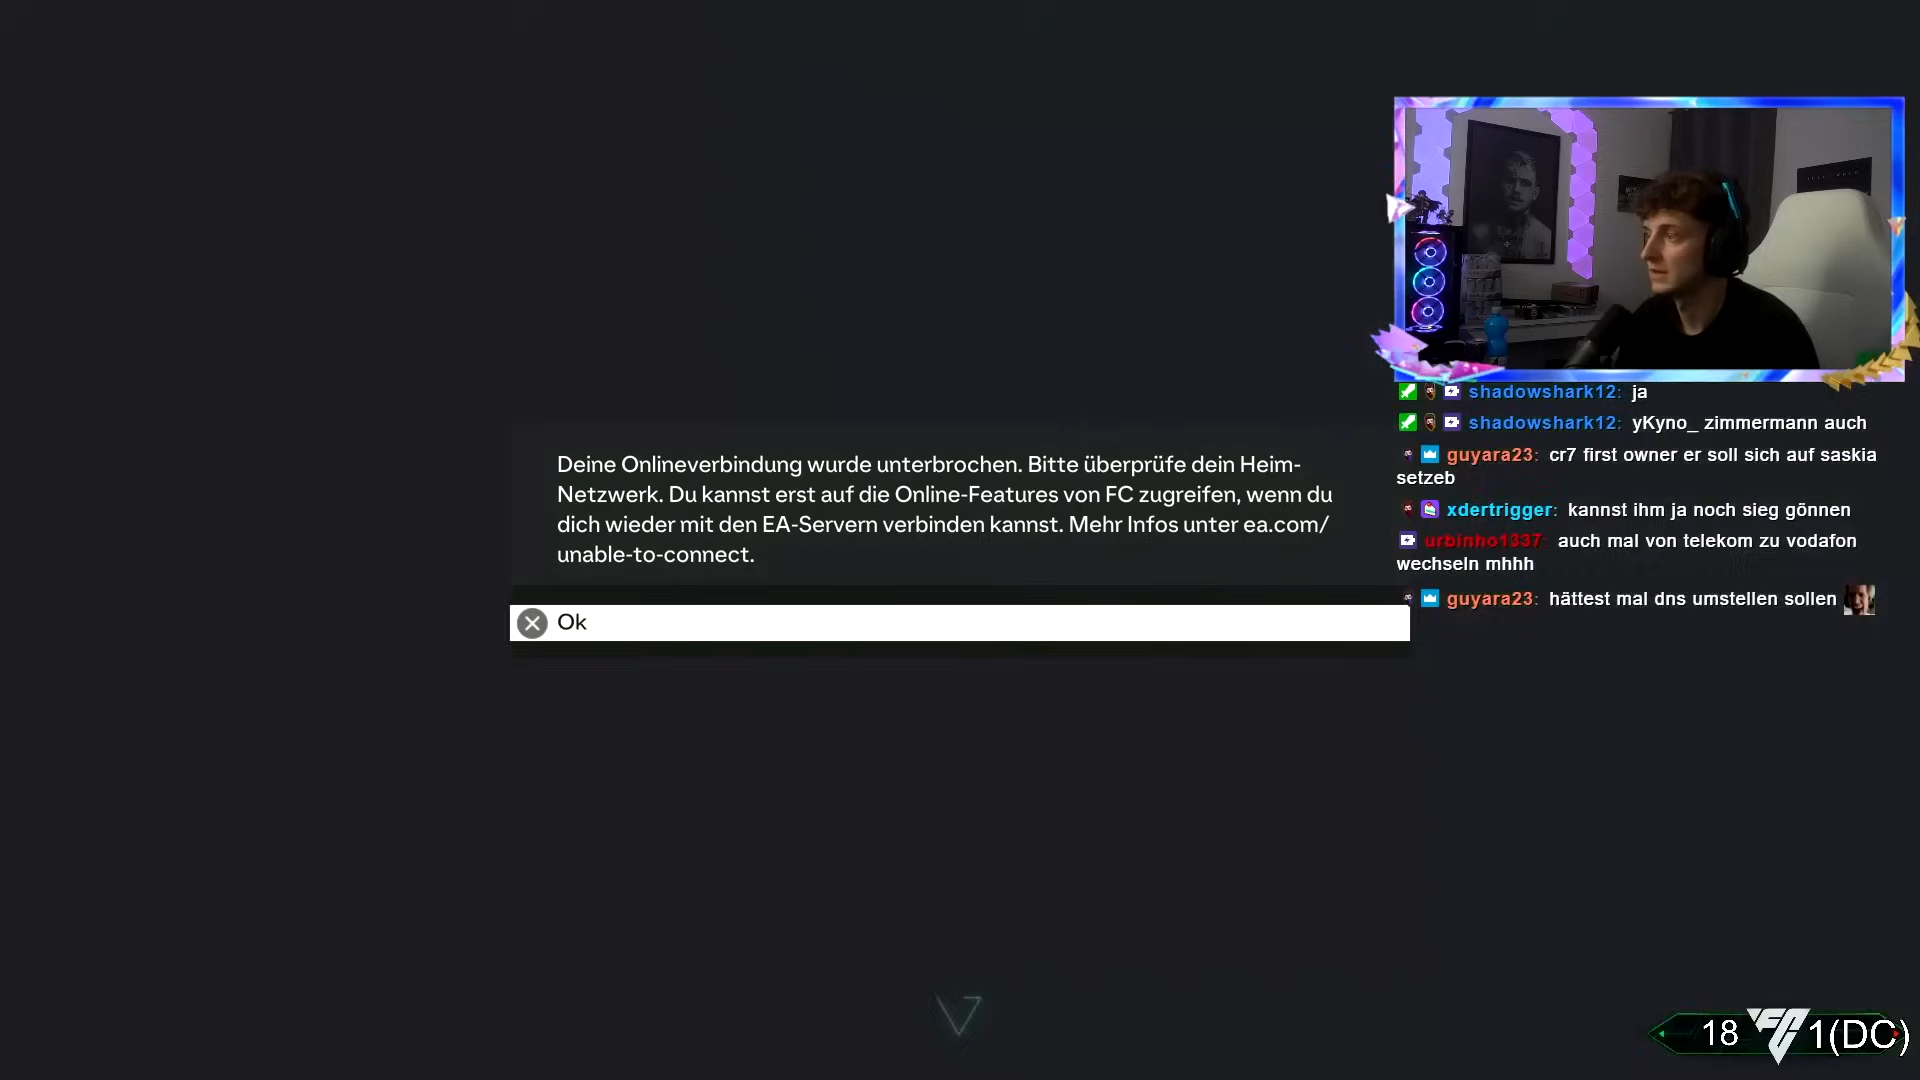 Deine Onlineverbindung wurde unterbrochen. Bitte überprüfe dein Heim-
Netzwerk. Du kannst erst auf die Online-Features von FC zugreifen, wenn du
dich wieder mit den EA-Servern verbinden kannst. Mehr Infos unter ea.com/
unable-to-connect.
Ok
shadowshark12: ja
shadowshark12: yKyno_ zimmermann auch
guyara23: cr7 first owner er soll sich auf saskia
setzeb
xdertrigger: kannst ihm ja noch sieg gönnen
urbinho1337: auch mal von telekom zu vodafon
wechseln mhhh
guyara23: hättest mal dns umstellen sollen
18 1(DC)